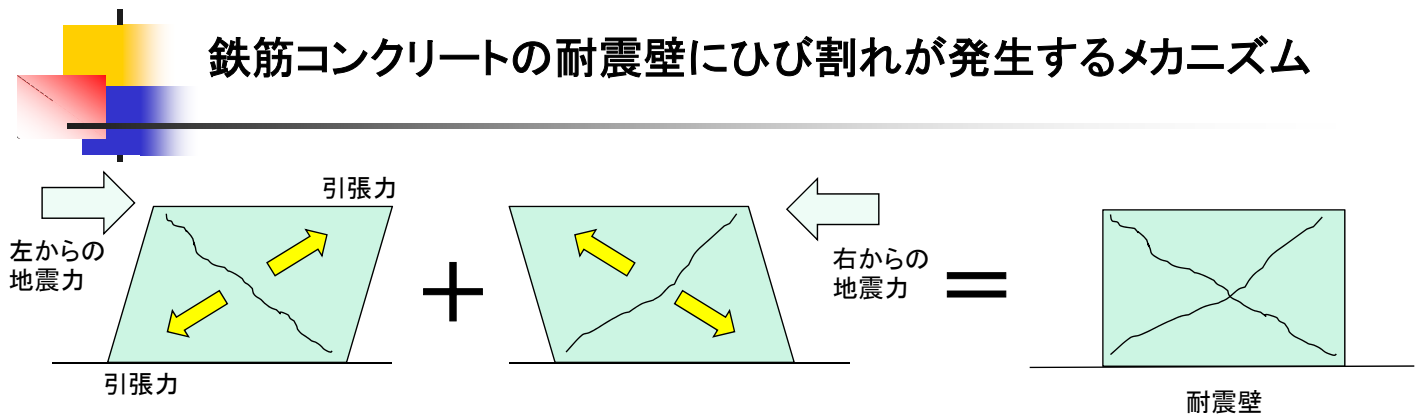 鉄筋コンクリートの耐震壁にひび割れが発生するメカニズム
引張力
左からの
地震力
引張力
+
右からの
地震力
=
耐震壁